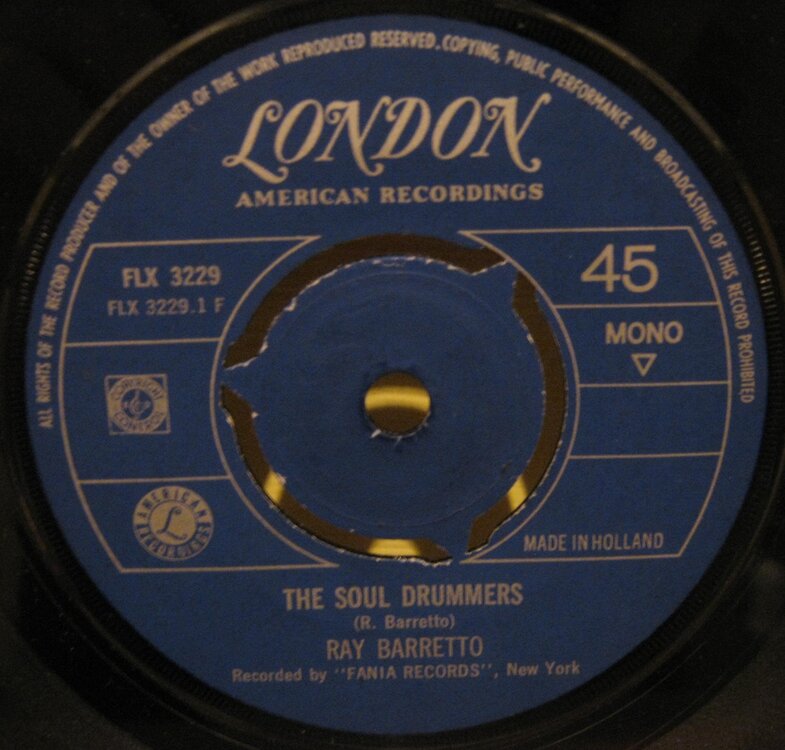 ALL RIGHTS OF THE RECORD PRODUCER AND OF THE OWNER OF THE WORK REPRODUCED RESERVED. COPYING, PUBLIC PERFORMANCE AND BROADCASTING OF THIS RECORD PROHIBITED
LONDON
AMERICAN RECORDINGS
FLX 3229
FLX 3229.1 F
45
MONO
AMERICAN
L
RECORDINGS
MADE IN HOLLAND
THE SOUL DRUMMERS
(R. Barretto)
RAY BARRETTO
Recorded by "FANIA RECORDS", New York